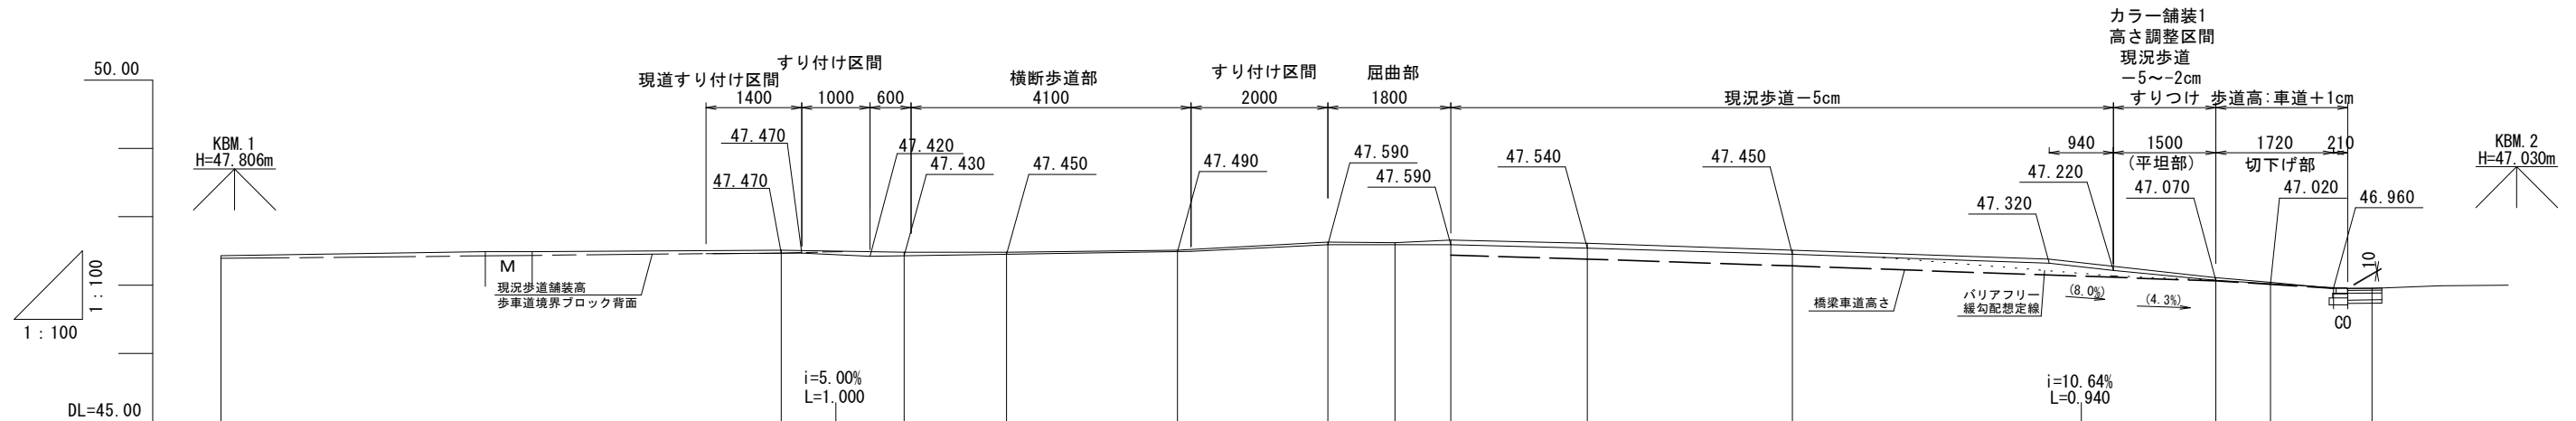 カラー舗装1
高さ調整区間
現況歩道
－5～-2cm
すりつけ
歩道高:車道+1cm
現道すり付け区間
すり付け区間
横断歩道部
すり付け区間
屈曲部
現況歩道－5cm
1400
1000
600
4100
2000
1800
50.00
KBM.1
H=47.806m
47.470
47.470
47.420
47.430
47.450
47.490
47.590
47.590
47.540
47.450
47.220
47.320
940
1500
(平坦部)
47.070
1720
切下げ部
210
47.020
46.960
KBM.2
H=47.030m
1:100
1:100
M
現況歩道舗装高
歩車道境界ブロック背面
橋梁車道高さ
バリアフリー
緩勾配想定線
(8.0%)
(4.3%)
10
CO
i=5.00%
L=1.000
i=10.64%
L=0.940
DL=45.00